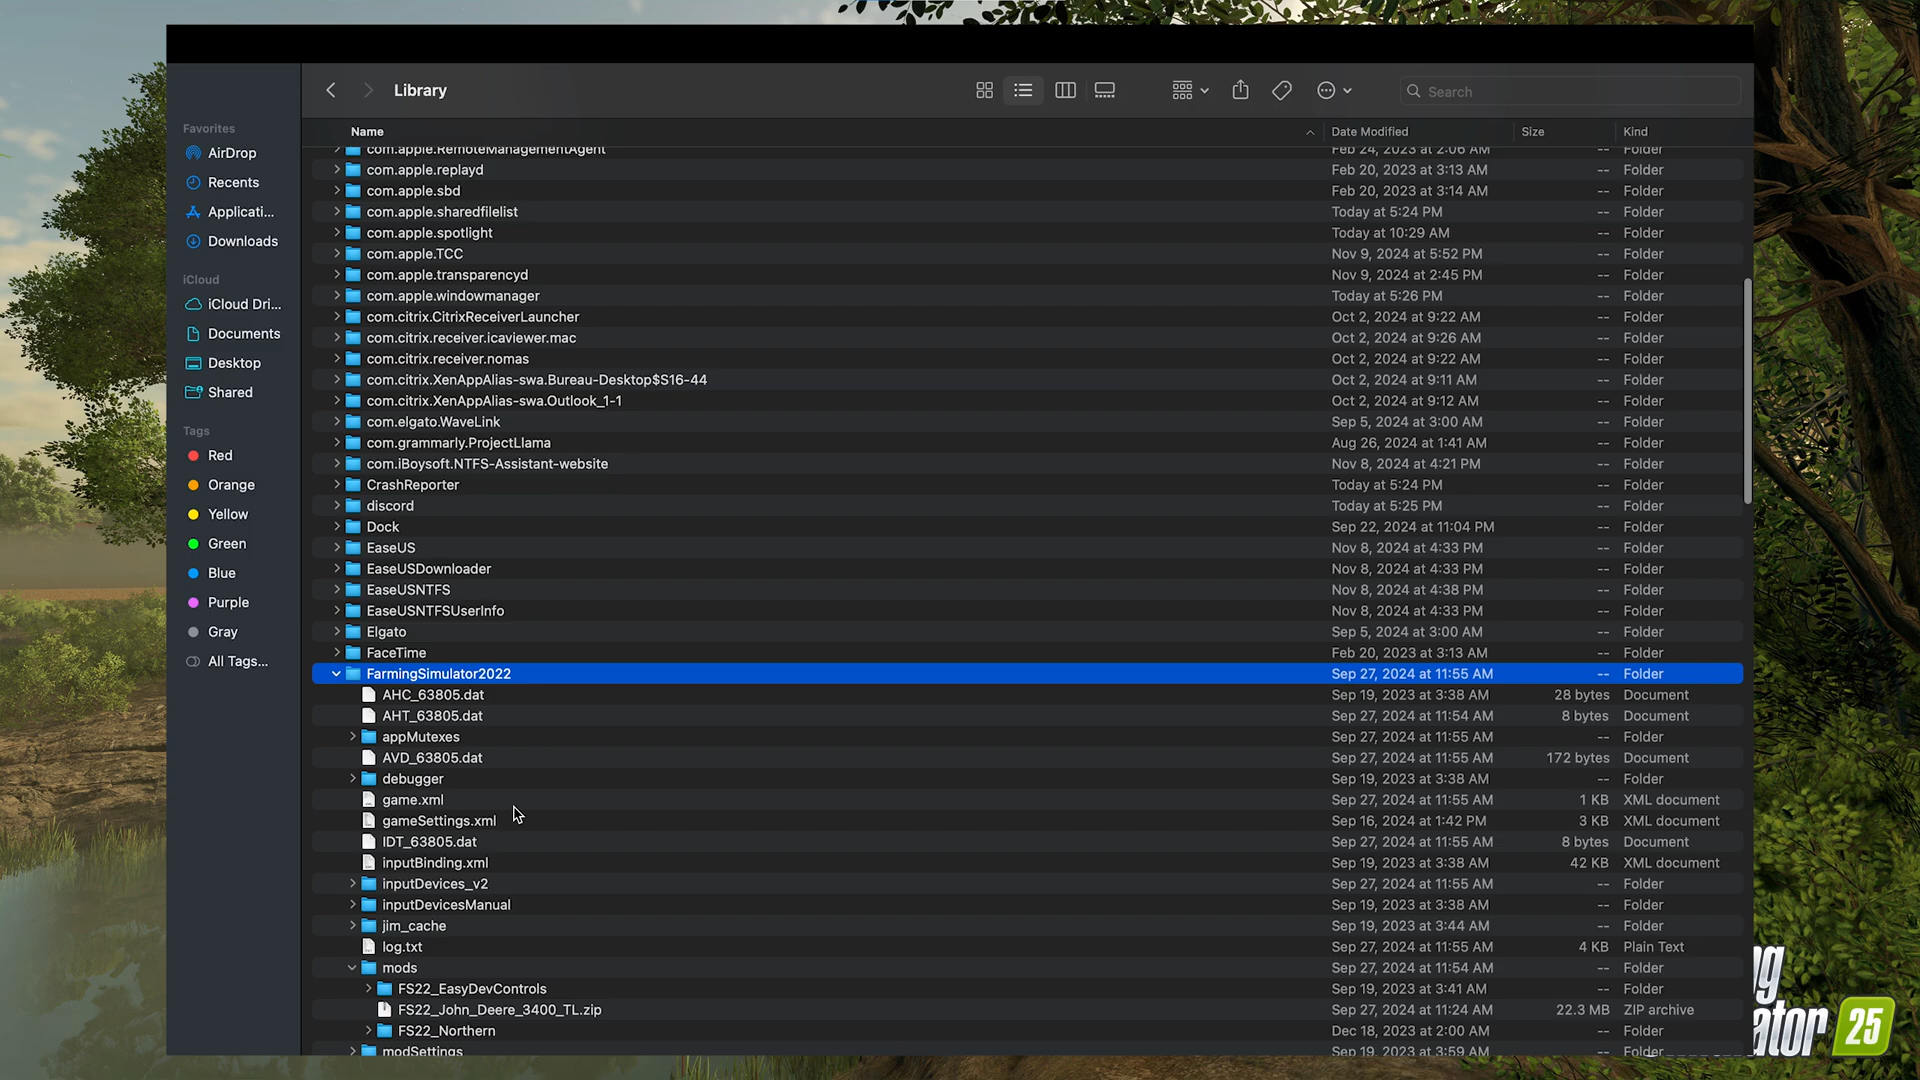 Library
Search
Name Date Modified Size Kind
Favorites
AirDrop
Recents
Applicati...
Downloads
iCloud
iCloud Dri...
Documents
Desktop
Shared
Tags
Red
Orange
Yellow
Green
Blue
Purple
Gray
All Tags...
com.apple.RemoteManagementAgent Feb 24, 2023 at 2:06 AM -- Folder
com.apple.replayd Feb 20, 2023 at 3:13 AM -- Folder
com.apple.sbd Feb 20, 2023 at 3:14 AM -- Folder
com.apple.sharedfilelist Today at 5:24 PM -- Folder
com.apple.spotlight Today at 10:29 AM -- Folder
com.apple.TCC Nov 9, 2024 at 5:52 PM -- Folder
com.apple.transparencyd Nov 9, 2024 at 2:45 PM -- Folder
com.apple.windowmanager Today at 5:26 PM -- Folder
com.citrix.CitrixReceiverLauncher Oct 2, 2024 at 9:22 AM -- Folder
com.citrix.receiver.icaviewer.mac Oct 2, 2024 at 9:26 AM -- Folder
com.citrix.receiver.nomas Oct 2, 2024 at 9:22 AM -- Folder
com.citrix.XenAppAlias-swa.Bureau-Desktop$S16-44 Oct 2, 2024 at 9:11 AM -- Folder
com.citrix.XenAppAlias-swa.Outlook_1-1 Oct 2, 2024 at 9:12 AM -- Folder
com.elgato.WaveLink Sep 5, 2024 at 3:00 AM -- Folder
com.grammarly.ProjectLlama Aug 26, 2024 at 1:41 AM -- Folder
com.iBoysoft.NTFS-Assistant-website Nov 8, 2024 at 4:21 PM -- Folder
CrashReporter Today at 5:24 PM -- Folder
discord Today at 5:25 PM -- Folder
Dock Sep 22, 2024 at 11:04 PM -- Folder
EaseUS Nov 8, 2024 at 4:33 PM -- Folder
EaseUSDownloader Nov 8, 2024 at 4:33 PM -- Folder
EaseUSNTFS Nov 8, 2024 at 4:38 PM -- Folder
EaseUSNTFSUserInfo Nov 8, 2024 at 4:33 PM -- Folder
Elgato Sep 5, 2024 at 3:00 AM -- Folder
FaceTime Feb 20, 2023 at 3:13 AM -- Folder
FarmingSimulator2022 Sep 27, 2024 at 11:55 AM -- Folder
AHC_63805.dat Sep 19, 2023 at 3:38 AM 28 bytes Document
AHT_63805.dat Sep 27, 2024 at 11:54 AM 8 bytes Document
appMutexes Sep 27, 2024 at 11:55 AM -- Folder
AVD_63805.dat Sep 27, 2024 at 11:55 AM 172 bytes Document
debugger Sep 19, 2023 at 3:38 AM -- Folder
game.xml Sep 27, 2024 at 11:55 AM 1 KB XML document
gameSettings.xml Sep 16, 2024 at 1:42 PM 3 KB XML document
IDT_63805.dat Sep 27, 2024 at 11:55 AM 8 bytes Document
inputBinding.xml Sep 19, 2023 at 3:38 AM 42 KB XML document
inputDevices_v2 Sep 27, 2024 at 11:55 AM -- Folder
inputDevicesManual Sep 19, 2023 at 3:38 AM -- Folder
jim_cache Sep 19, 2023 at 3:44 AM -- Folder
log.txt Sep 27, 2024 at 11:55 AM 4 KB Plain Text
mods Sep 27, 2024 at 11:54 AM -- Folder
FS22_EasyDevControls Sep 19, 2023 at 3:41 AM -- Folder
FS22_John_Deere_3400_TL.zip Sep 27, 2024 at 11:24 AM 22.3 MB ZIP archive
FS22_Northern Dec 18, 2023 at 2:00 AM -- Folder
modSettings Sep 19, 2023 at 3:59 AM -- Folder
ng
ator 25